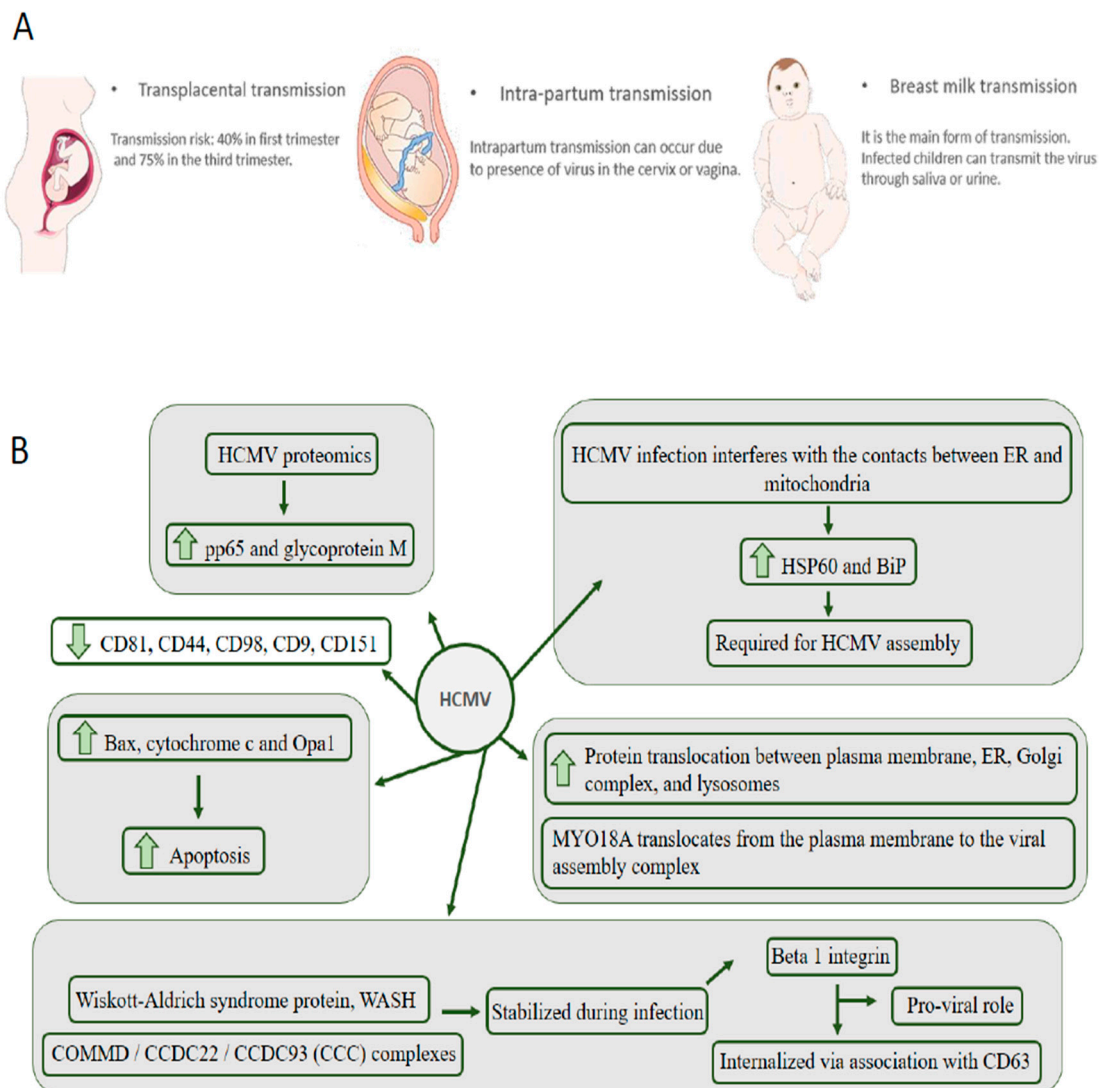 A
• Transplacental transmission
Transmission risk: 40% in first trimester
and 75% in the third trimester.
• Intra-partum transmission
Intrapartum transmission can occur due
to presence of virus in the cervix or vagina.
• Breast milk transmission
It is the main form of transmission.
Infected children can transmit the virus
through saliva or urine.
B
HCMV proteomics
pp65 and glycoprotein M
HCMV infection interferes with the contacts between ER and
mitochondria
HSP60 and BiP
Required for HCMV assembly
CD81, CD44, CD98, CD9, CD151
HCMV
Bax, cytochrome c and Opa1
Apoptosis
Protein translocation between plasma membrane, ER, Golgi
complex, and lysosomes
MYO18A translocates from the plasma membrane to the viral
assembly complex
Wiskott-Aldrich syndrome protein, WASH
COMMD / CCDC22 / CCDC93 (CCC) complexes
Stabilized during infection
Beta 1 integrin
Pro-viral role
Internalized via association with CD63